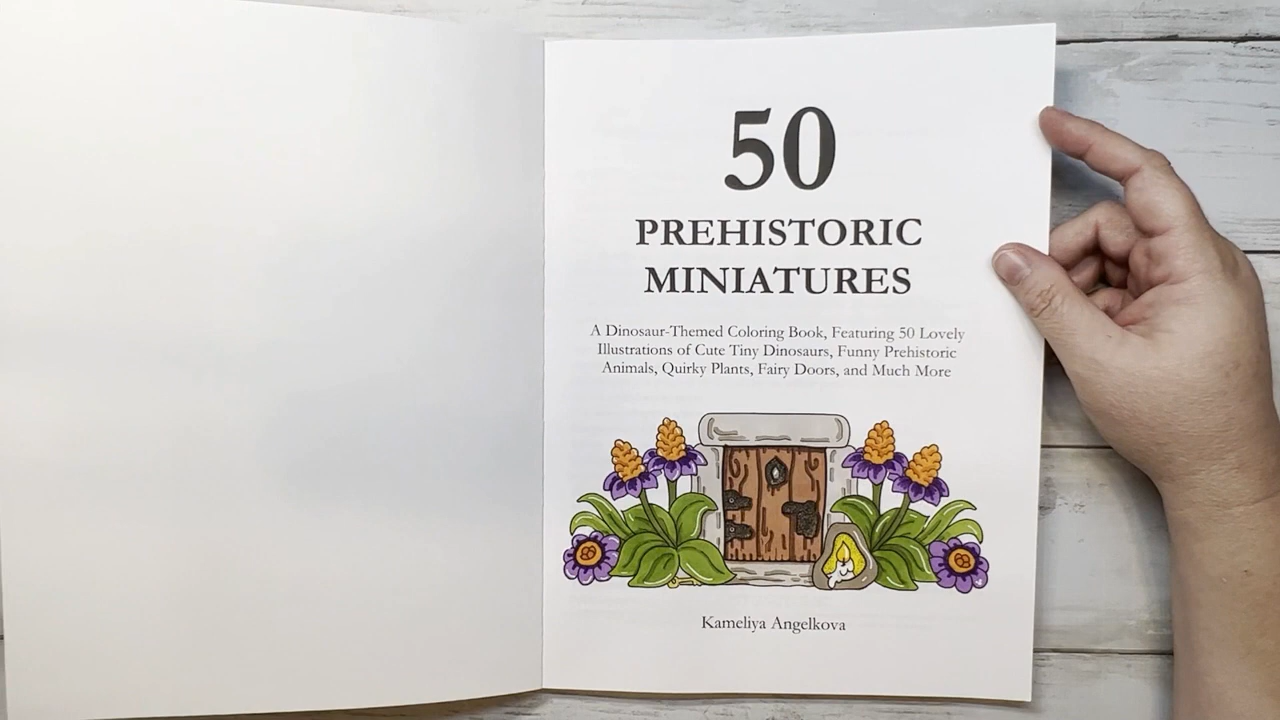 50
PREHISTORIC
MINIATURES
A Dinosaur-Themed Coloring Book, Featuring 50 Lovely
Illustrations of Cute Tiny Dinosaurs, Funny Prehistoric
Animals, Quirky Plants, Fairy Doors, and Much More
Kameliya Angelkova